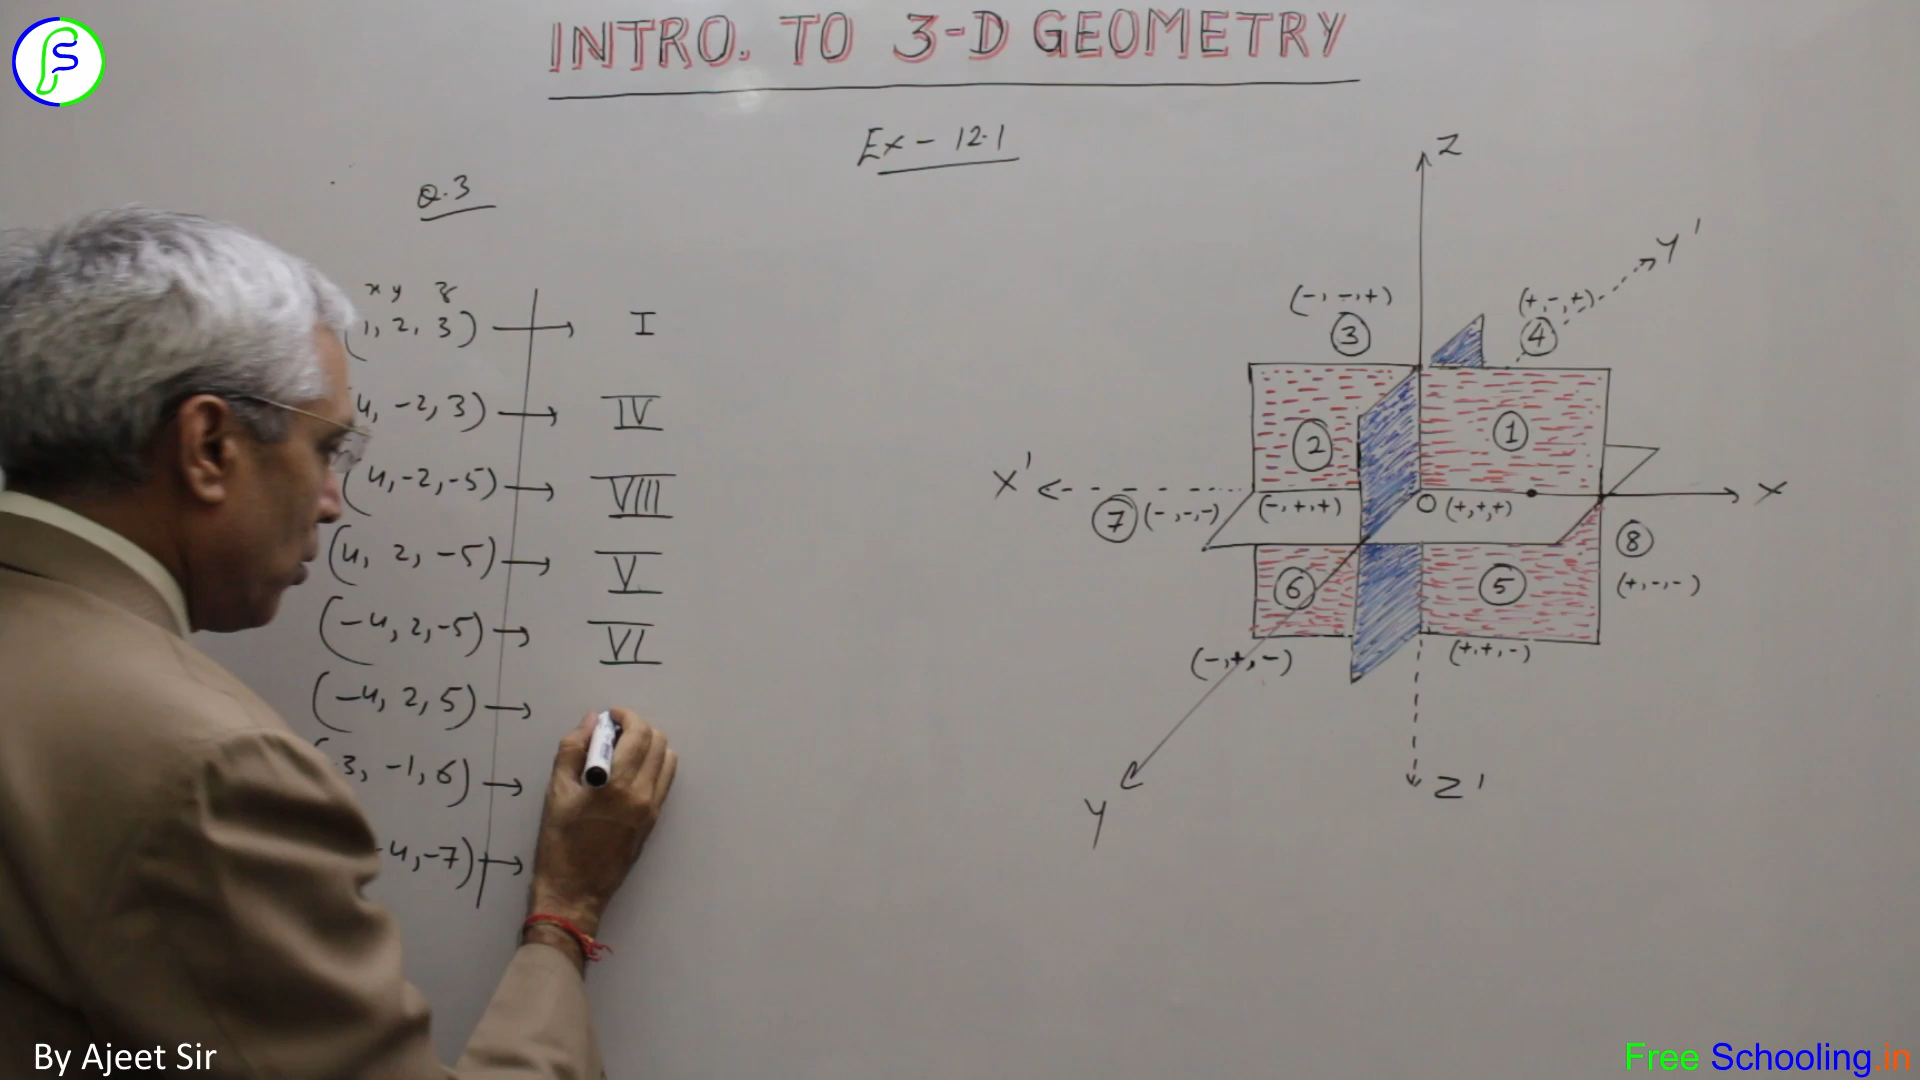 INTRO. TO 3-D GEOMETRY
Ex - 12.1
Q.3
x y z
(1, 2, 3) → I
4, -2, 3) → IV
(4, -2, -5) → VIII
(4, 2, -5) → V
(-4, 2, -5) → VI
(-4, 2, 5) →
3, -1, 6) →
-4, -7) →
Z
Y'
(-, -, +)
(+, -, +)
3
4
2
1
X'
X
7 (-, -, -)
(-, +, +)
O (+, +, +)
8
(+, -, -)
6
5
(-, +, -)
(+, +, -)
Z'
Y
By Ajeet Sir
Free Schooling.in